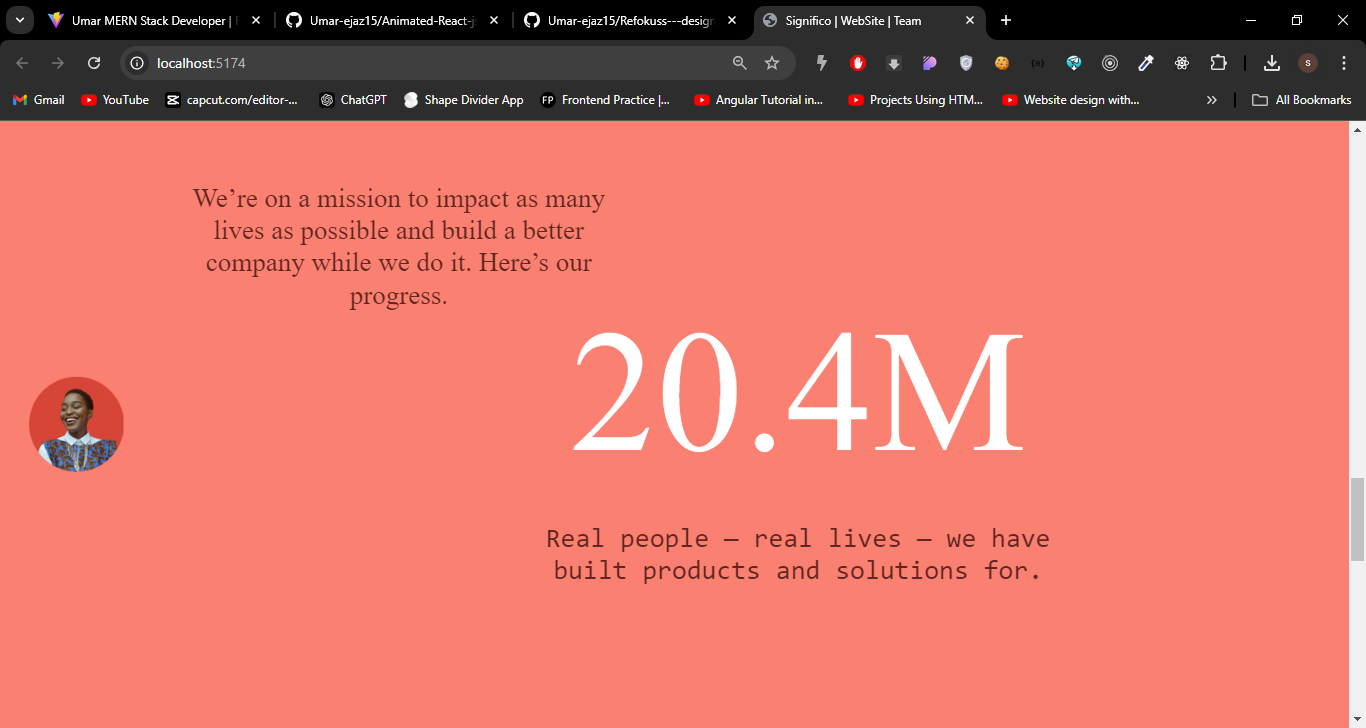 Umar MERN Stack Developer |
Umar-ejaz15/Animated-React-j
Umar-ejaz15/Refokuss---design
Significo | WebSite | Team
localhost:5174
S
Gmail
YouTube
capcut.com/editor-...
ChatGPT
Shape Divider App
FP
Frontend Practice |...
Angular Tutorial in...
Projects Using HTM...
Website design with...
All Bookmarks
We’re on a mission to impact as many
lives as possible and build a better
company while we do it. Here’s our
progress.
20.4M
Real people — real lives — we have
built products and solutions for.